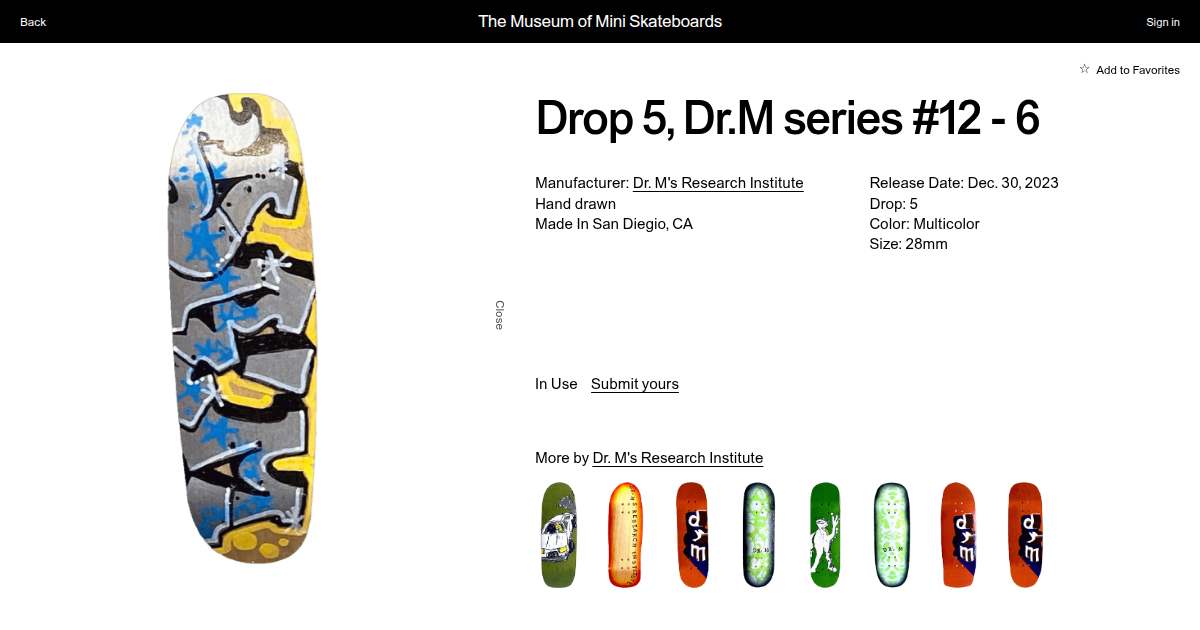 Back
The Museum of Mini Skateboards
Sign in
☆ Add to Favorites
Drop 5, Dr.M series #12 - 6
Manufacturer: Dr. M's Research Institute
Hand drawn
Made In San Diegio, CA
Release Date: Dec. 30, 2023
Drop: 5
Color: Multicolor
Size: 28mm
Close
In Use Submit yours
More by Dr. M's Research Institute